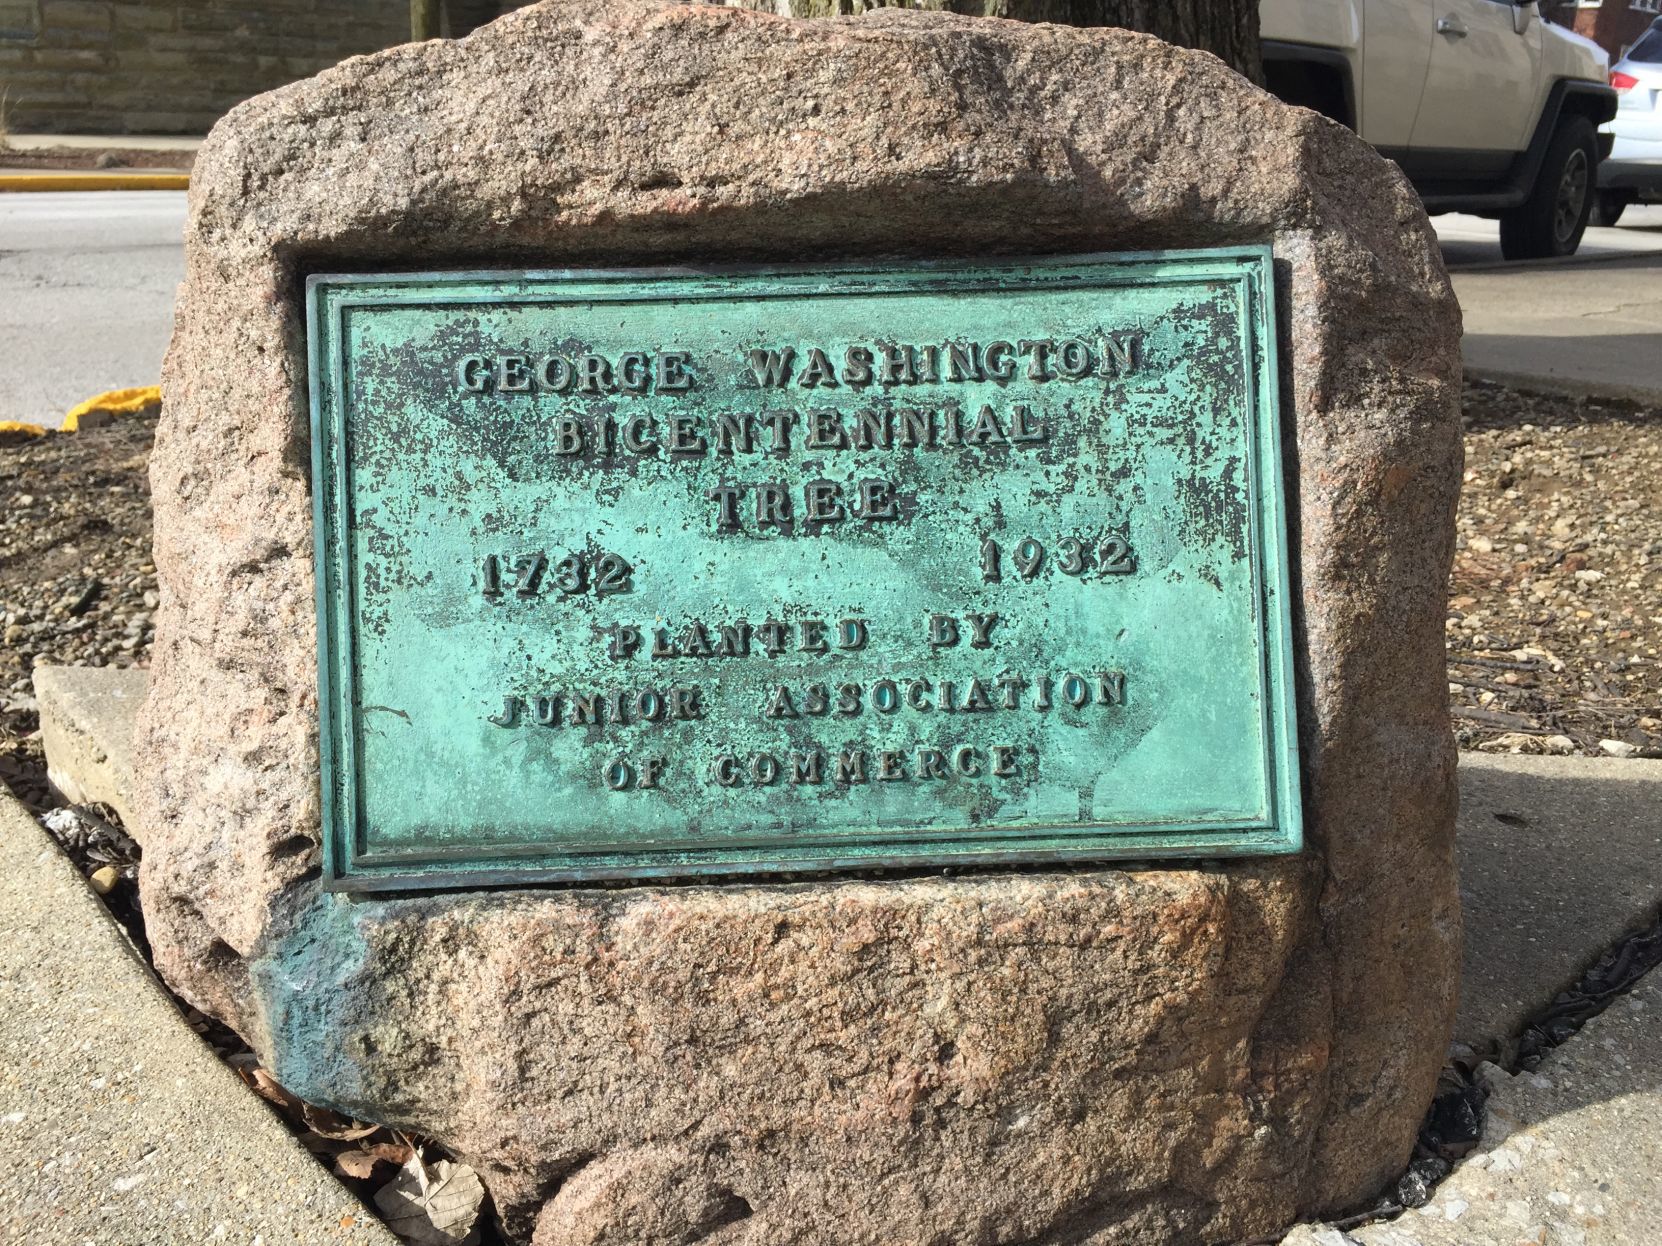 GEORGE WASHINGTON
BICENTENNIAL
TREE
1732 1932
PLANTED BY
JUNIOR ASSOCIATION
OF COMMERCE